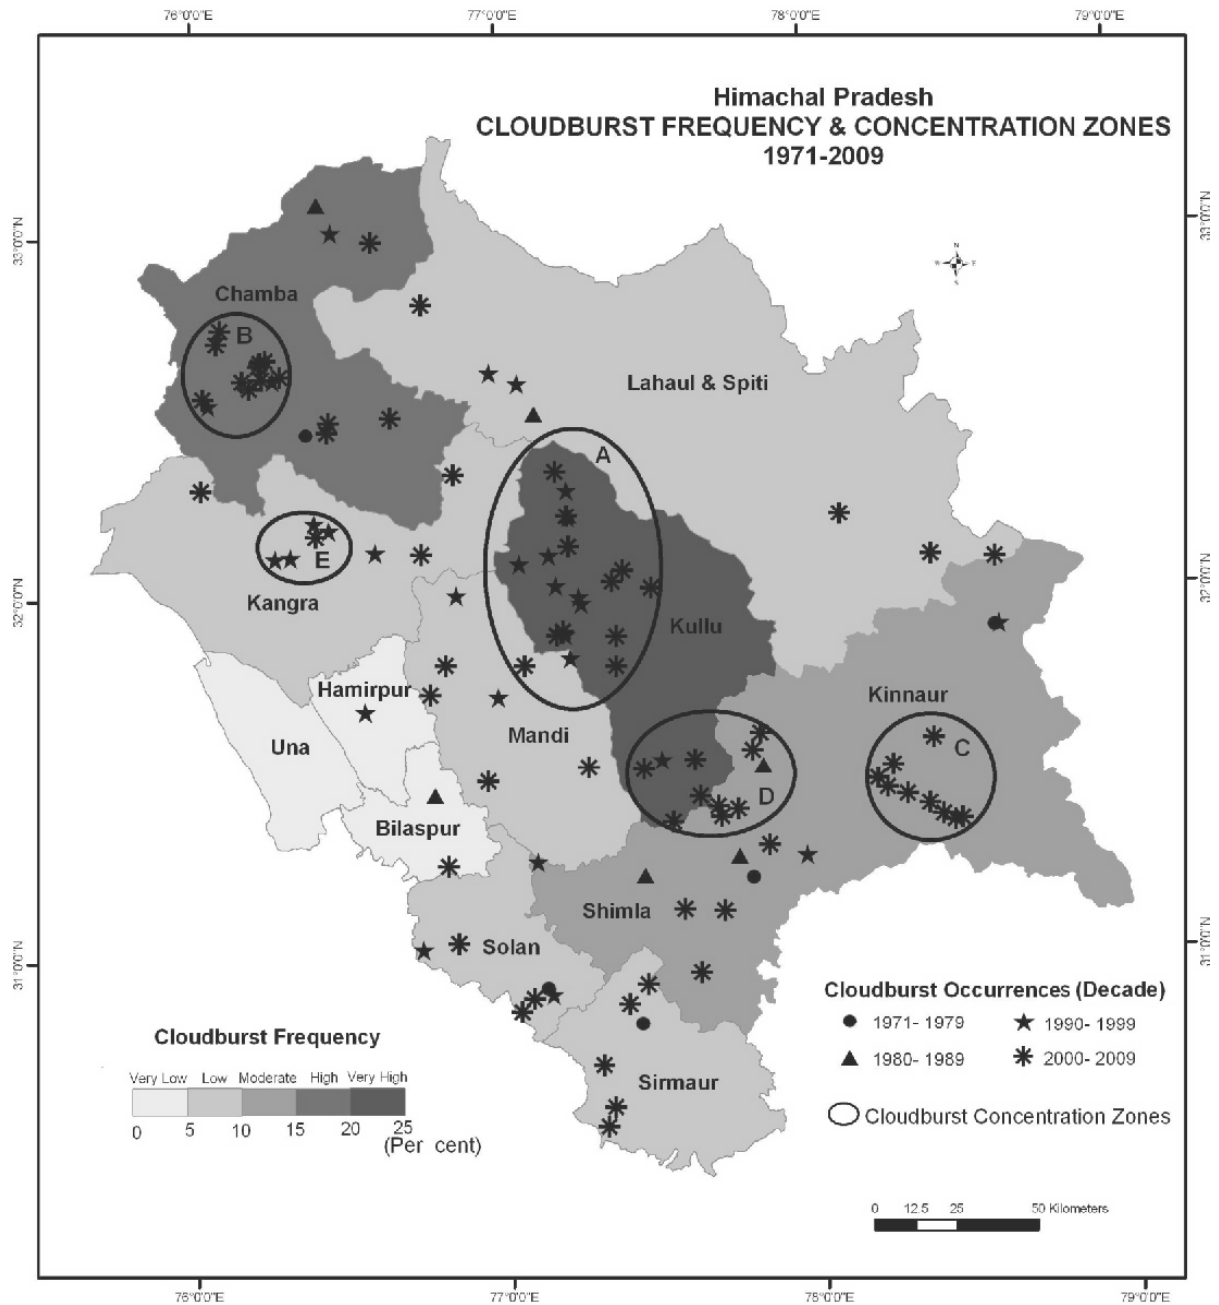 76°0'0"E 77°0'0"E 78°0'0"E 79°0'0"E
Himachal Pradesh
CLOUDBURST FREQUENCY & CONCENTRATION ZONES
1971-2009
33°0'0"N 33°0'0"N
N
W E
S
Chamba
B
Lahaul & Spiti
A
E
32°0'0"N 32°0'0"N
Kangra
Kullu
Hamirpur
Kinnaur
Una
Mandi
C
D
Bilaspur
Shimla
Solan
31°0'0"N 31°0'0"N
Cloudburst Occurrences (Decade)
1971- 1979 1990- 1999
1980- 1989 2000- 2009
Cloudburst Concentration Zones
Cloudburst Frequency
Very Low Low Moderate High Very High
0 5 10 15 20 25
(Per cent)
Sirmaur
0 12.5 25 50 Kilometers
76°0'0"E 77°0'0"E 78°0'0"E 79°0'0"E